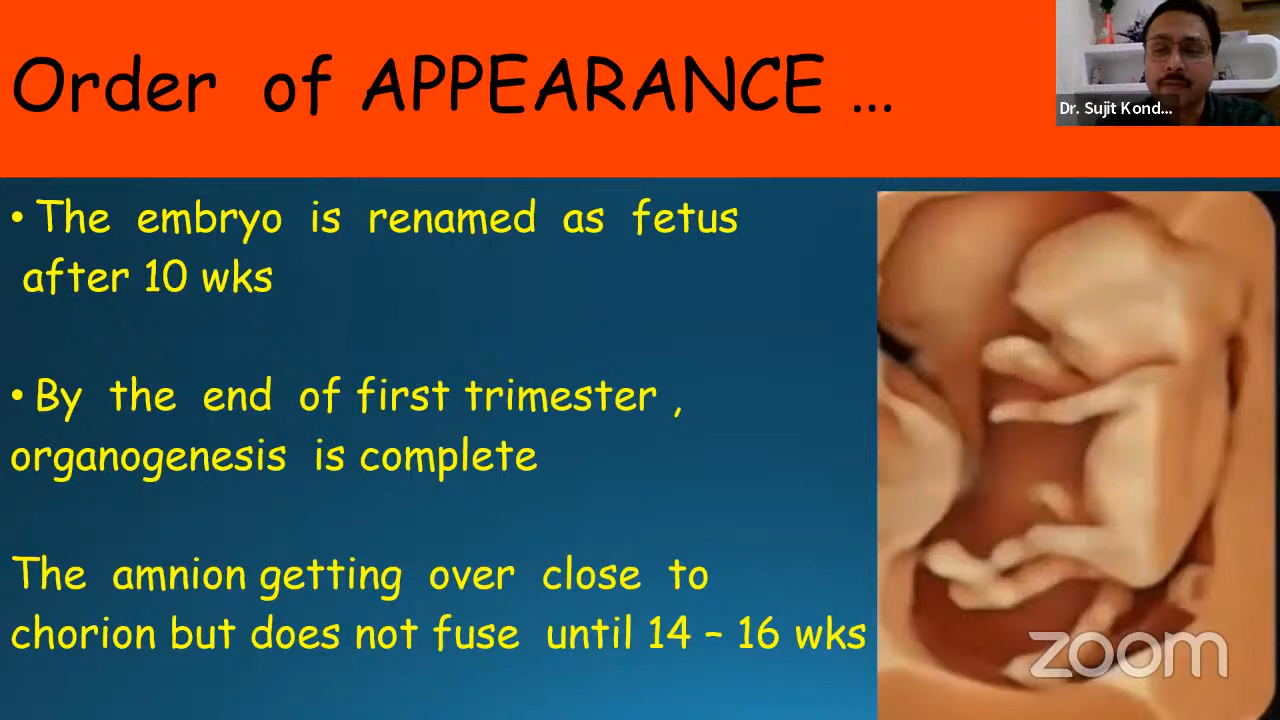 Order of APPEARANCE ...
Dr. Sujit Kond...
• The embryo is renamed as fetus
after 10 wks
• By the end of first trimester ,
organogenesis is complete
The amnion getting over close to
chorion but does not fuse until 14 – 16 wks
zoom